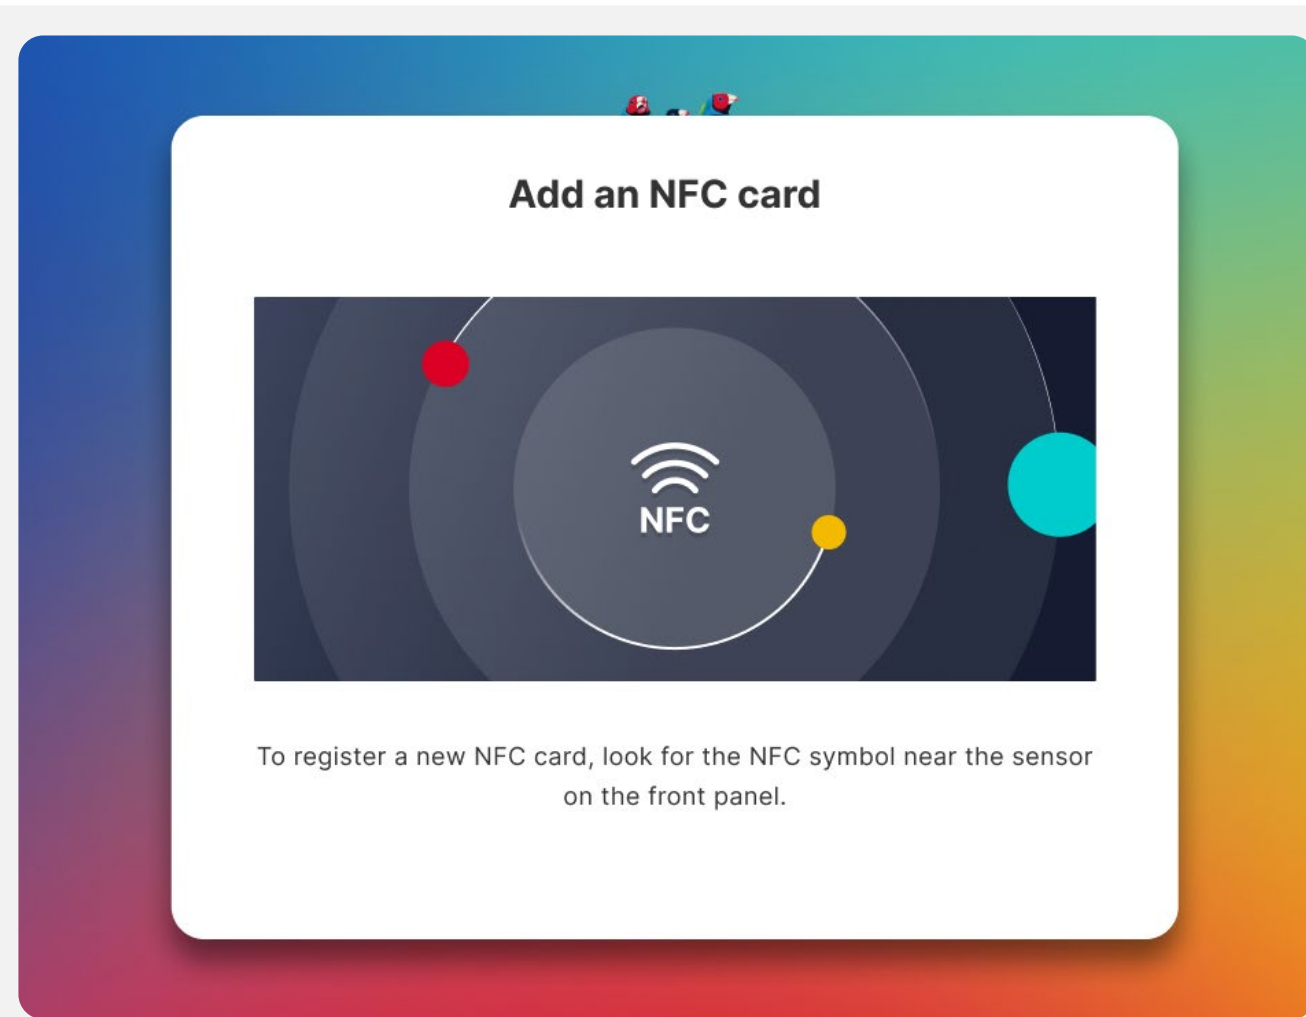 Add an NFC card
NFC
To register a new NFC card, look for the NFC symbol near the sensor
on the front panel.